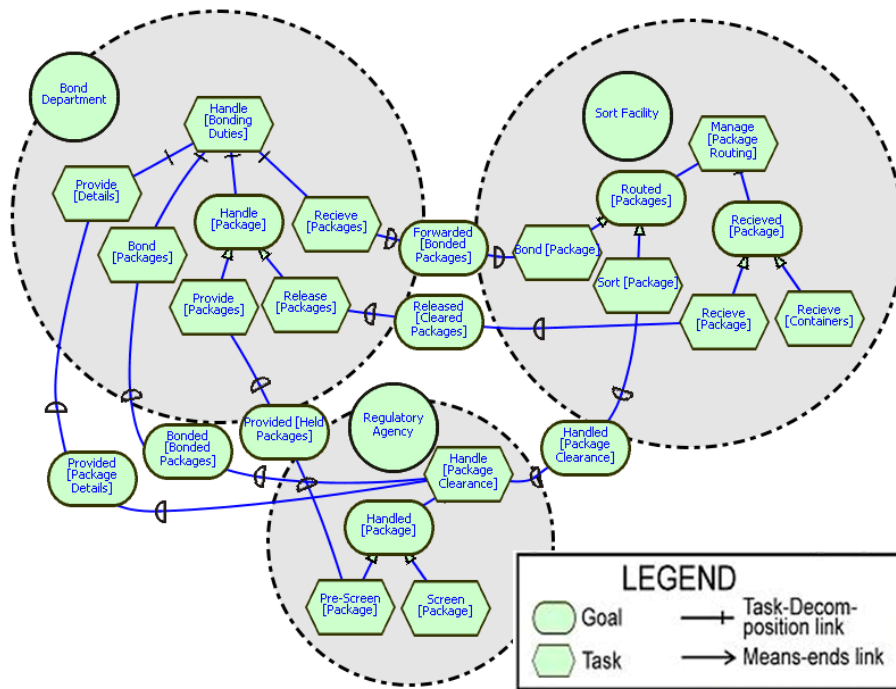 Bond
Department
Handle
[Bonding
Duties]
Provide
[Details]
Bond
[Packages]
Handle
[Package]
Recieve
[Packages]
Provide
[Packages]
Release
[Packages]
Forwarded
[Bonded
Packages]
Released
[Cleared
Packages]
Sort Facility
Manage
[Package
Routing]
Routed
[Packages]
Recieved
[Package]
Bond [Package]
Sort [Package]
Recieve
[Package]
Recieve
[Containers]
Provided [Held
Packages]
Regulatory
Agency
Bonded
[Bonded
Packages]
Provided
[Package
Details]
Handle
[Package
Clearance]
Handled
[Package
Clearance]
Handled
[Package]
Pre-Screen
[Package]
Screen
[Package]
LEGEND
Goal
Task
Task-Decom-
position link
Means-ends link